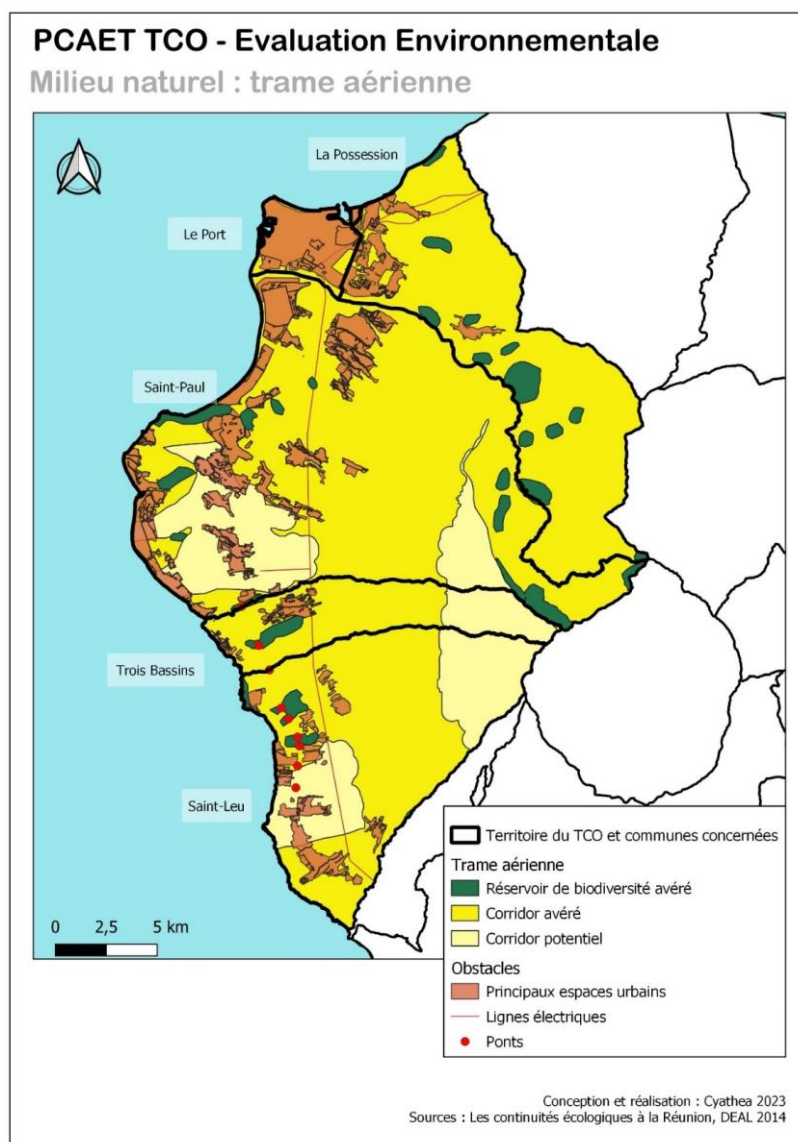 PCAET TCO - Evaluation Environnementale
Milieu naturel : trame aérienne
La Possession
Le Port
Saint-Paul
Trois Bassins
Saint-Leu
0 2,5 5 km
Territoire du TCO et communes concernées
Trame aérienne
Réservoir de biodiversité avéré
Corridor avéré
Corridor potentiel
Obstacles
Principaux espaces urbains
Lignes électriques
Ponts
Conception et réalisation : Cyathea 2023
Sources : Les continuités écologiques à la Réunion, DEAL 2014